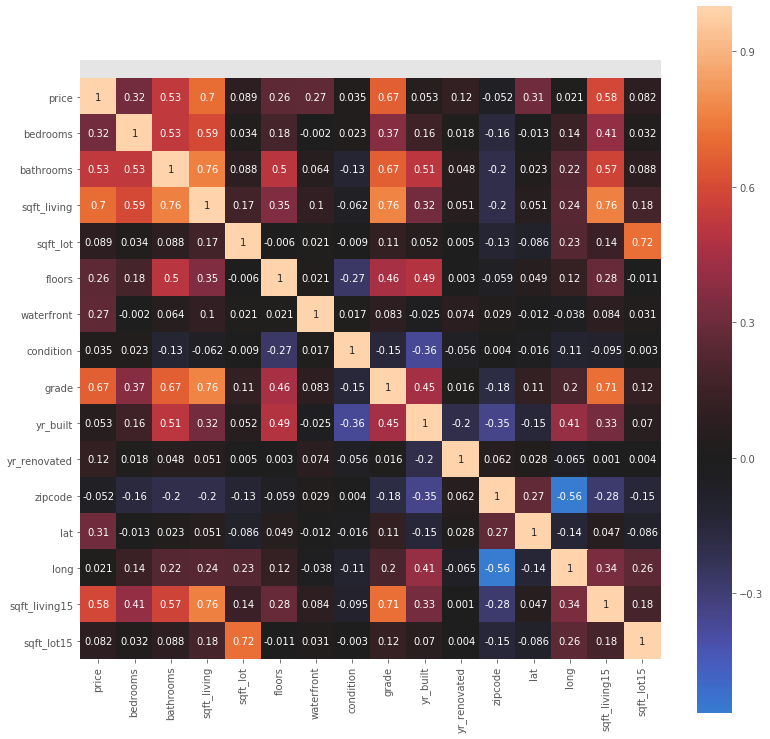 0.9
price 1 0.32 0.53 0.7 0.089 0.26 0.27 0.035 0.67 0.053 0.12 -0.052 0.31 0.021 0.58 0.082
bedrooms 0.32 1 0.53 0.59 0.034 0.18 -0.002 0.023 0.37 0.16 0.018 -0.16 -0.013 0.14 0.41 0.032
bathrooms 0.53 0.53 1 0.76 0.088 0.5 0.064 -0.13 0.67 0.51 0.048 -0.2 0.023 0.22 0.57 0.088
sqft_living 0.7 0.59 0.76 1 0.17 0.35 0.1 -0.062 0.76 0.32 0.051 -0.2 0.051 0.24 0.76 0.18
0.6
sqft_lot 0.089 0.034 0.088 0.17 1 -0.006 0.021 -0.009 0.11 0.052 0.005 -0.13 -0.086 0.23 0.14 0.72
floors 0.26 0.18 0.5 0.35 -0.006 1 0.021 -0.27 0.46 0.49 0.003 -0.059 0.049 0.12 0.28 -0.011
waterfront 0.27 -0.002 0.064 0.1 0.021 0.021 1 0.017 0.083 -0.025 0.074 0.029 -0.012 -0.038 0.084 0.031
0.3
condition 0.035 0.023 -0.13 -0.062 -0.009 -0.27 0.017 1 -0.15 -0.36 -0.056 0.004 -0.016 -0.11 -0.095 -0.003
grade 0.67 0.37 0.67 0.76 0.11 0.46 0.083 -0.15 1 0.45 0.016 -0.18 0.11 0.2 0.71 0.12
yr_built 0.053 0.16 0.51 0.32 0.052 0.49 -0.025 -0.36 0.45 1 -0.2 -0.35 -0.15 0.41 0.33 0.07
yr_renovated 0.12 0.018 0.048 0.051 0.005 0.003 0.074 -0.056 0.016 -0.2 1 0.062 0.028 -0.065 0.001 0.004
0.0
zipcode -0.052 -0.16 -0.2 -0.2 -0.13 -0.059 0.029 0.004 -0.18 -0.35 0.062 1 0.27 -0.56 -0.28 -0.15
lat 0.31 -0.013 0.023 0.051 -0.086 0.049 -0.012 -0.016 0.11 -0.15 0.028 0.27 1 -0.14 0.047 -0.086
long 0.021 0.14 0.22 0.24 0.23 0.12 -0.038 -0.11 0.2 0.41 -0.065 -0.56 -0.14 1 0.34 0.26
−0.3
sqft_living15 0.58 0.41 0.57 0.76 0.14 0.28 0.084 -0.095 0.71 0.33 0.001 -0.28 0.047 0.34 1 0.18
sqft_lot15 0.082 0.032 0.088 0.18 0.72 -0.011 0.031 -0.003 0.12 0.07 0.004 -0.15 -0.086 0.26 0.18 1
price bedrooms bathrooms sqft_living sqft_lot floors waterfront condition grade yr_built yr_renovated zipcode lat long sqft_living15 sqft_lot15